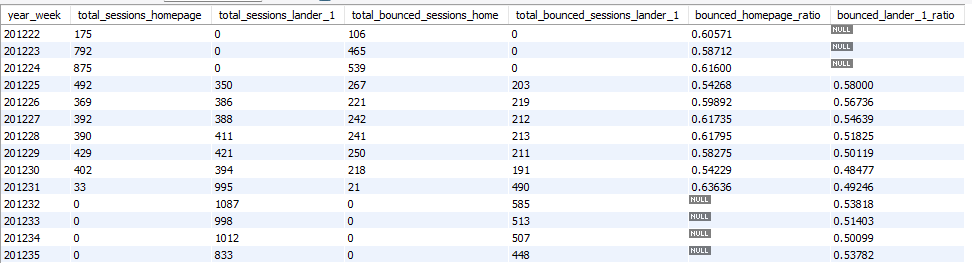 year_week total_sessions_homepage total_sessions_lander_1 total_bounced_sessions_home total_bounced_sessions_lander_1 bounced_homepage_ratio bounced_lander_1_ratio
201222 175 0 106 0 0.60571 NULL
201223 792 0 465 0 0.58712 NULL
201224 875 0 539 0 0.61600 NULL
201225 492 350 267 203 0.54268 0.58000
201226 369 386 221 219 0.59892 0.56736
201227 392 388 242 212 0.61735 0.54639
201228 390 411 241 213 0.61795 0.51825
201229 429 421 250 211 0.58275 0.50119
201230 402 394 218 191 0.54229 0.48477
201231 33 995 21 490 0.63636 0.49246
201232 0 1087 0 585 NULL 0.53818
201233 0 998 0 513 NULL 0.51403
201234 0 1012 0 507 NULL 0.50099
201235 0 833 0 448 NULL 0.53782